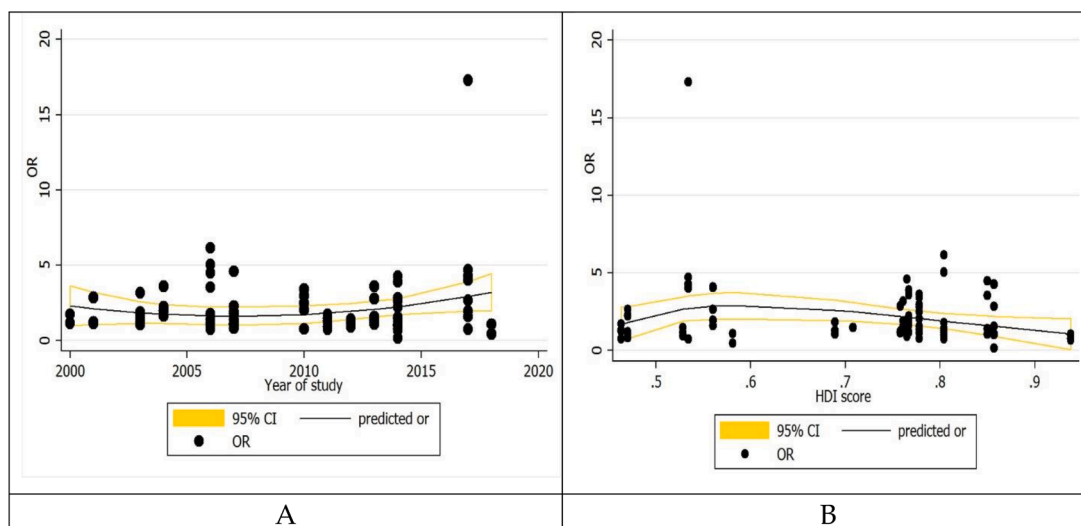 20
15
10
5
0
OR
2000
2005
2010
2015
2020
Year of study
95% CI
predicted or
OR
20
15
10
5
0
OR
.5
.6
.7
.8
.9
HDI score
95% CI
predicted or
OR
A
B